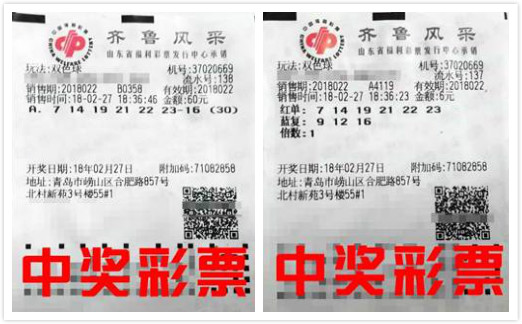 齐鲁风采
山东省福利彩票发行中心承销
玩法:双色球 机号:37020669
流水号:138
销售期:2018022 B0358 有效期:2018022
销售时间:18-02-27 18:36:46 金额:60元
A. 7 14 19 21 22 23-16 (30)
开奖日期:18年02月27日 附加码:71082858
地址:青岛市崂山区合肥路857号
北村新苑3号楼55#1
中奖彩票
齐鲁风采
山东省福利彩票发行中心承销
玩法:双色球 机号:37020669
流水号:137
销售期:2018022 A4119 有效期:2018022
销售时间:18-02-27 18:36:23 金额:6元
红单: 7 14 19 21 22 23
蓝复: 9 12 16
倍数:1
开奖日期:18年02月27日 附加码:71082858
地址:青岛市崂山区合肥路857号
北村新苑3号楼55#1
中奖彩票